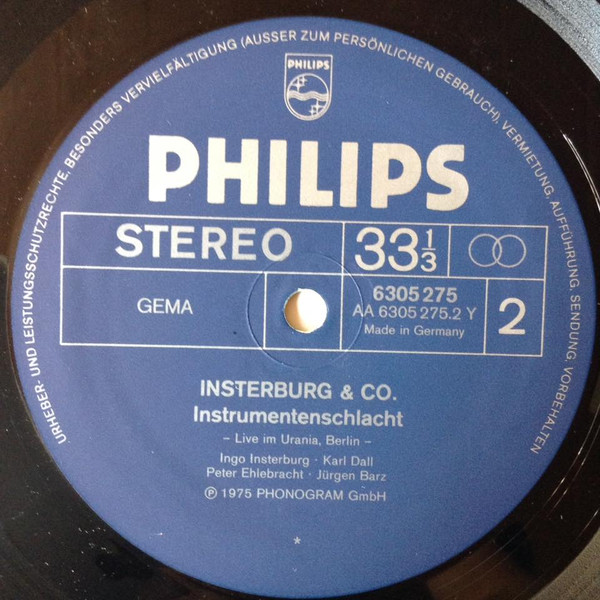 URHEBER- UND LEISTUNGSSCHUTZRECHTE, BESONDERS VERVIELFÄLTIGUNG (AUSSER ZUM PERSÖNLICHEN GEBRAUCH), VERMIETUNG, AUFFÜHRUNG, SENDUNG, VORBEHALTEN
PHILIPS
PHILIPS
STEREO
33 1/3
GEMA
6305 275
AA 6305 275.2 Y
Made in Germany
2
INSTERBURG & CO.
Instrumentenschlacht
– Live im Urania, Berlin –
Ingo Insterburg · Karl Dall
Peter Ehlebracht · Jürgen Barz
℗ 1975 PHONOGRAM GmbH
*